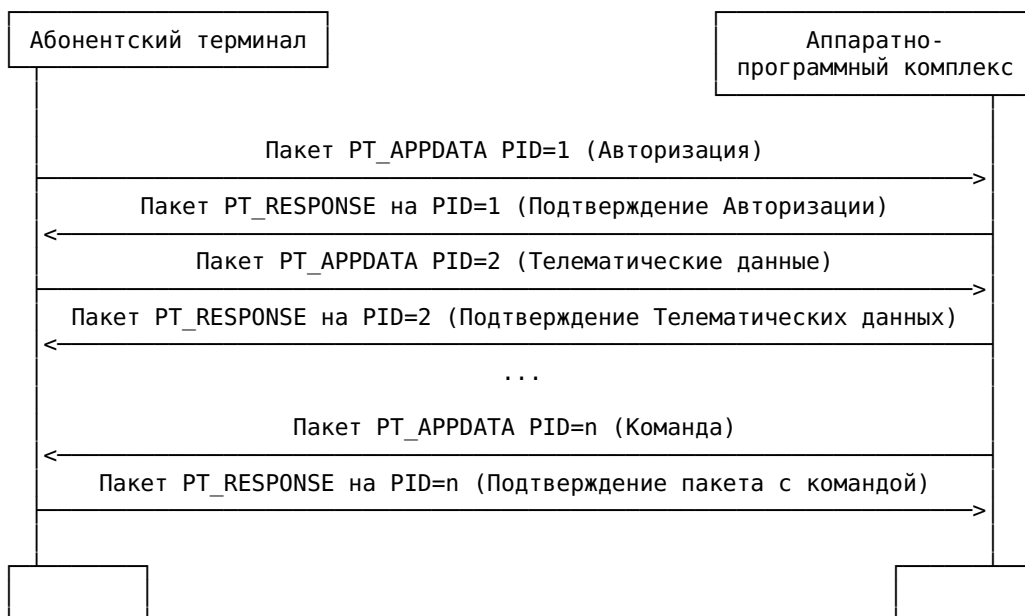 Абонентский терминал
Аппаратно-
программный комплекс
Пакет PT_APPDATA PID=1 (Авторизация)
Пакет PT_RESPONSE на PID=1 (Подтверждение Авторизации)
Пакет PT_APPDATA PID=2 (Телематические данные)
Пакет PT_RESPONSE на PID=2 (Подтверждение Телематических данных)
...
Пакет PT_APPDATA PID=n (Команда)
Пакет PT_RESPONSE на PID=n (Подтверждение пакета с командой)